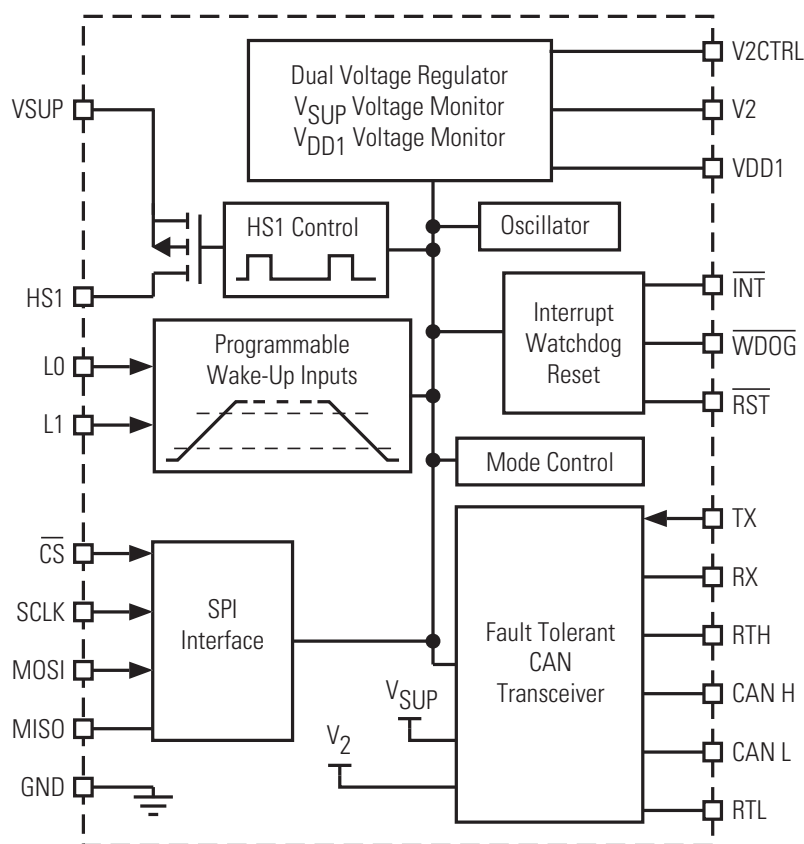 Dual Voltage Regulator
VSUP Voltage Monitor
VDD1 Voltage Monitor
V2CTRL
V2
VDD1
VSUP
HS1 Control
Oscillator
HS1
INT
WDOG
RST
Interrupt
Watchdog
Reset
Programmable
Wake-Up Inputs
L0
L1
Mode Control
CS
SCLK
MOSI
MISO
GND
SPI
Interface
TX
RX
RTH
CAN H
CAN L
RTL
Fault Tolerant
CAN
Transceiver
VSUP
V2